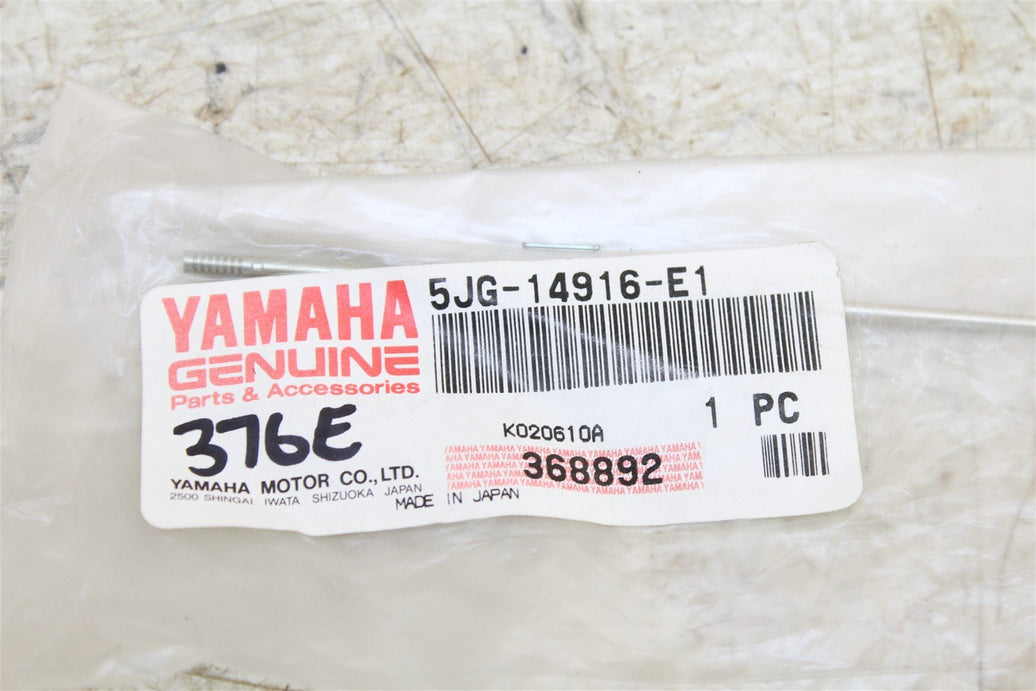 YAMAHA
GENUINE
Parts & Accessories
376E
YAMAHA MOTOR CO.,LTD.
2500 SHINGAI IWATA SHIZUOKA JAPAN
MADE IN JAPAN
5JG-14916-E1
1 PC
K020610A
368892